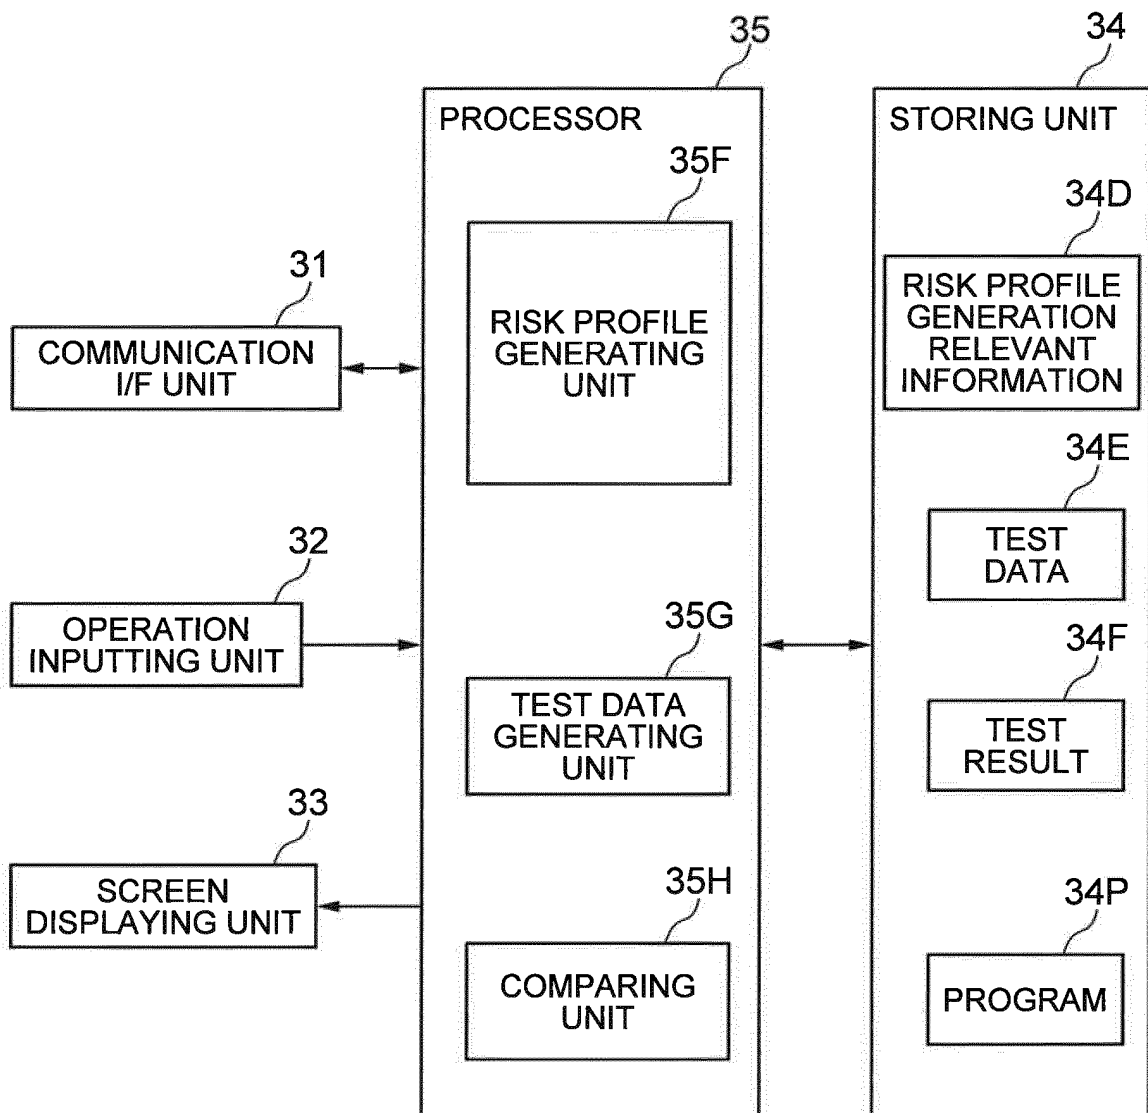 35
34
PROCESSOR
STORING UNIT
35F
34D
31
RISK PROFILE
GENERATING
UNIT
RISK PROFILE
GENERATION
RELEVANT
INFORMATION
COMMUNICATION
I/F UNIT
34E
TEST
DATA
32
OPERATION
INPUTTING UNIT
35G
34F
TEST DATA
GENERATING
UNIT
TEST
RESULT
33
SCREEN
DISPLAYING UNIT
35H
34P
COMPARING
UNIT
PROGRAM